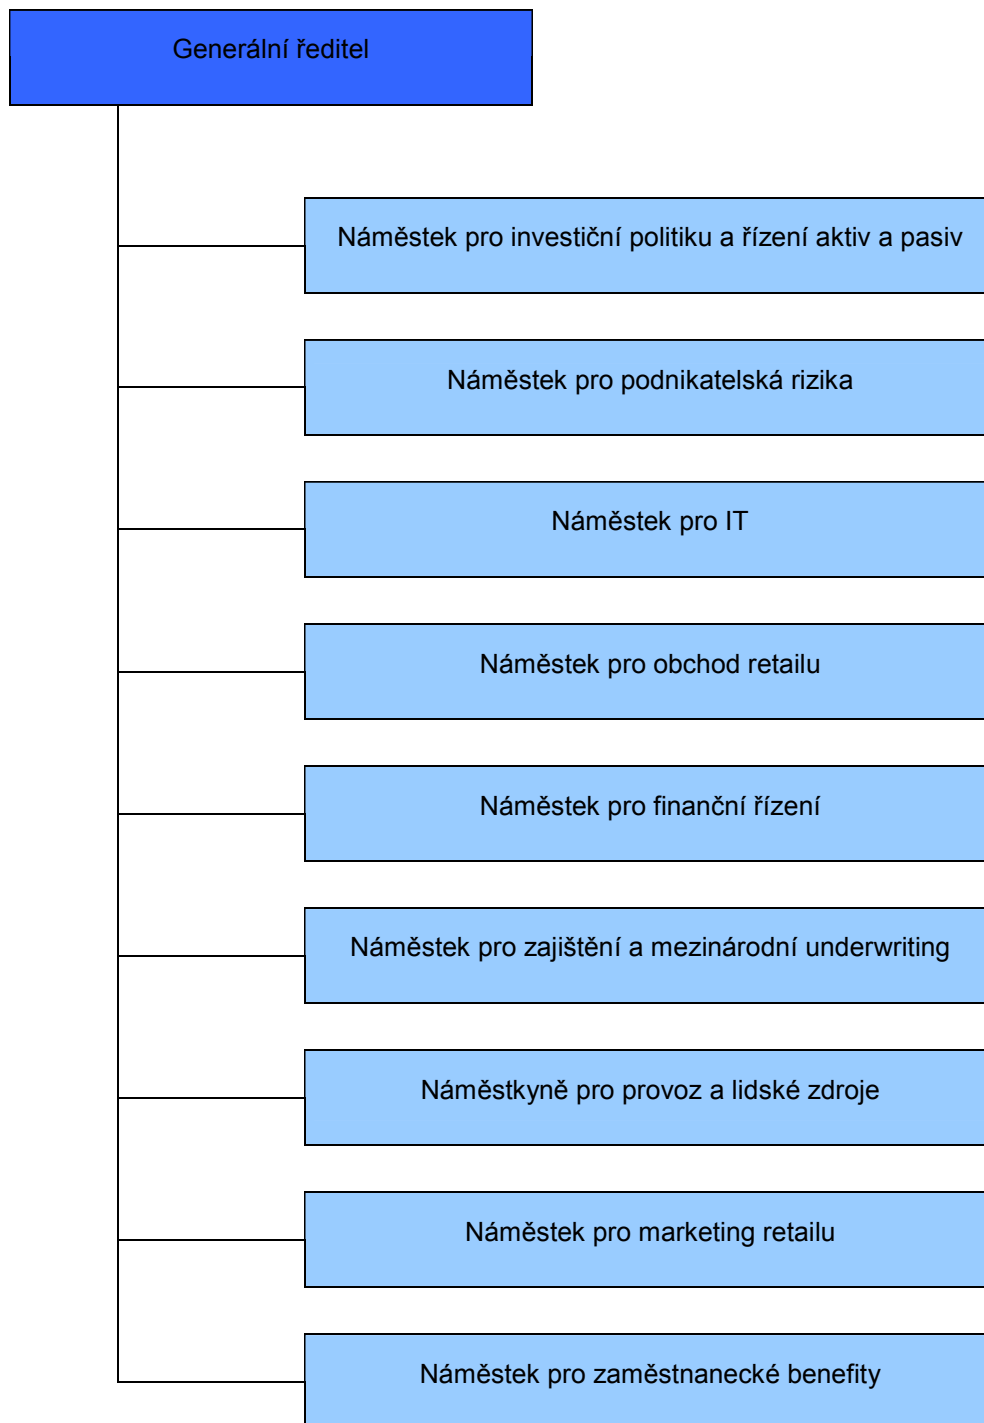 Generální ředitel
Náměstek pro investiční politiku a řízení aktiv a pasiv
Náměstek pro podnikatelská rizika
Náměstek pro IT
Náměstek pro obchod retailu
Náměstek pro finanční řízení
Náměstek pro zajištění a mezinárodní underwriting
Náměstkyně pro provoz a lidské zdroje
Náměstek pro marketing retailu
Náměstek pro zaměstnanecké benefity